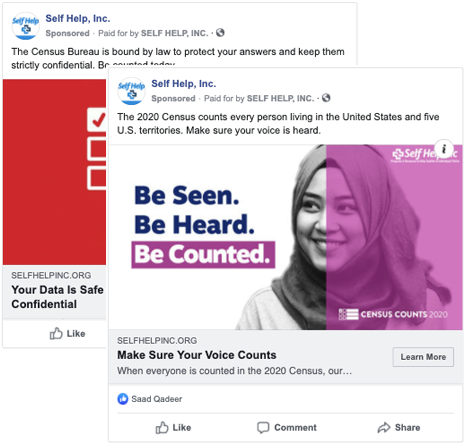 Self Help, Inc.
Sponsored · Paid for by SELF HELP, INC. ·
The Census Bureau is bound by law to protect your answers and keep them
strictly confidential. Be counted today.
SELFHELPINC.ORG
Your Data Is Safe
Confidential
Like
Self Help
Self Help, Inc.
Sponsored · Paid for by SELF HELP, INC. ·
The 2020 Census counts every person living in the United States and five
U.S. territories. Make sure your voice is heard.
Self Help Inc
Be Seen.
Be Heard.
Be Counted.
CENSUS COUNTS 2020
SELFHELPINC.ORG
Make Sure Your Voice Counts
Learn More
When everyone is counted in the 2020 Census, our…
Saad Qadeer
Like
Comment
Share